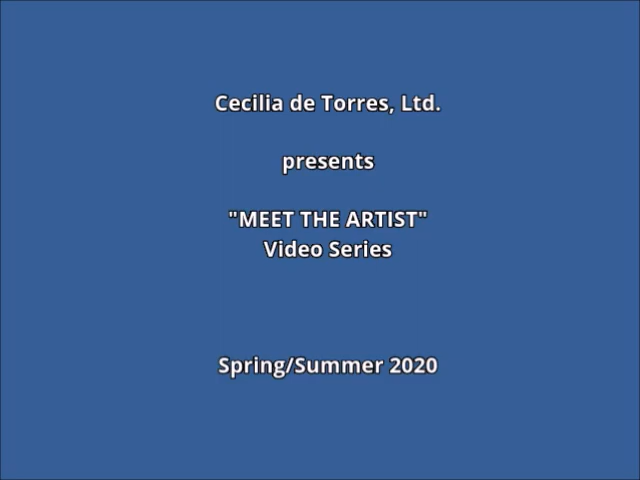 Cecilia de Torres, Ltd.
presents
"MEET THE ARTIST"
Video Series
Spring/Summer 2020